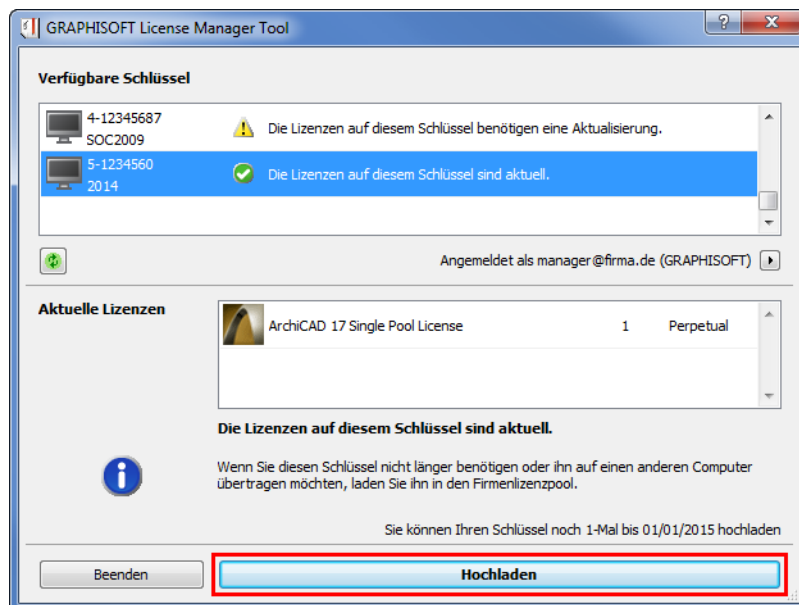 GRAPHISOFT License Manager Tool
Verfügbare Schlüssel
4-12345687
SOC2009
Die Lizenzen auf diesem Schlüssel benötigen eine Aktualisierung.
5-1234560
2014
Die Lizenzen auf diesem Schlüssel sind aktuell.
Angemeldet als manager@firma.de (GRAPHISOFT)
Aktuelle Lizenzen
ArchiCAD 17 Single Pool License 1 Perpetual
Die Lizenzen auf diesem Schlüssel sind aktuell.
Wenn Sie diesen Schlüssel nicht länger benötigen oder ihn auf einen anderen Computer
übertragen möchten, laden Sie ihn in den Firmenlizenzpool.
Sie können Ihren Schlüssel noch 1-Mal bis 01/01/2015 hochladen
Beenden
Hochladen